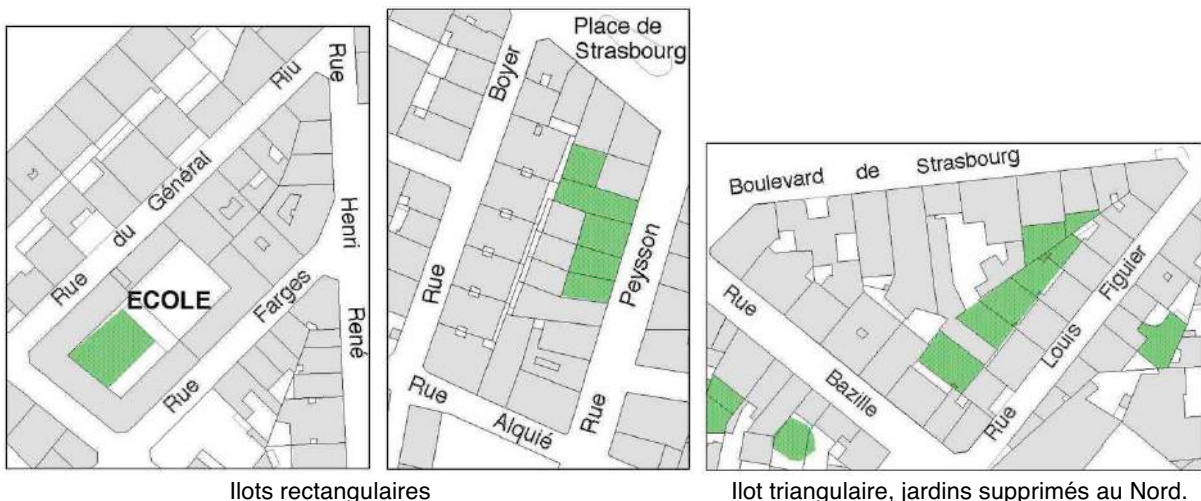 Rue du Général Riu
Rue
Henri
René
ECOLE
Rue Farges
Place de
Strasbourg
Rue Boyer
Rue Peysson
Rue Alquié
Boulevard de Strasbourg
Rue Bazille
Rue Louis Figuier
Ilots rectangulaires
Ilot triangulaire, jardins supprimés au Nord.